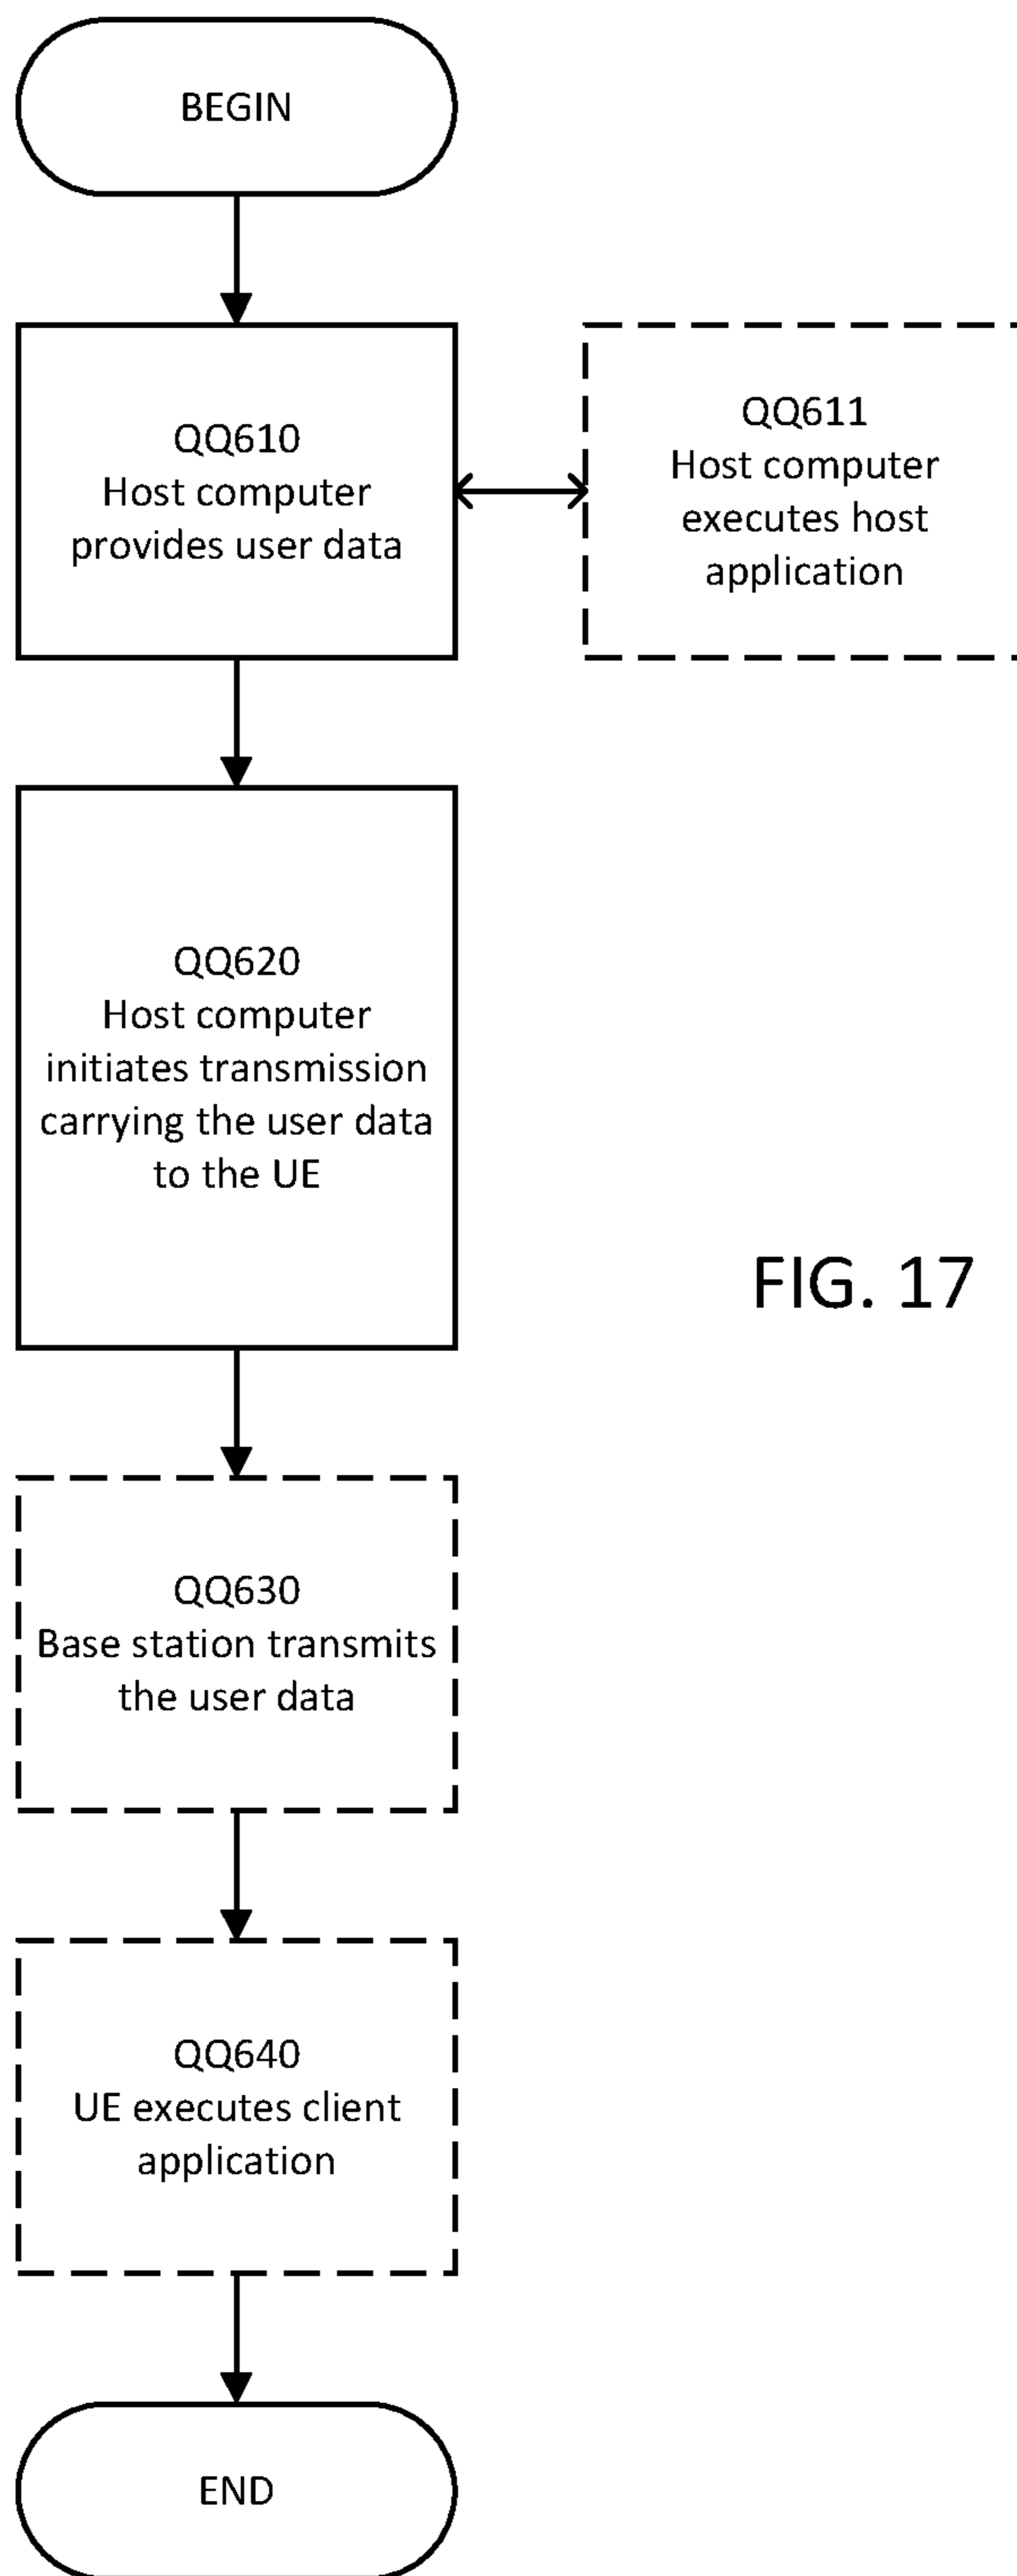 BEGIN
QQ610
Host computer
provides user data
QQ611
Host computer
executes host
application
QQ620
Host computer
initiates transmission
carrying the user data
to the UE
FIG. 17
QQ630
Base station transmits
the user data
QQ640
UE executes client
application
END